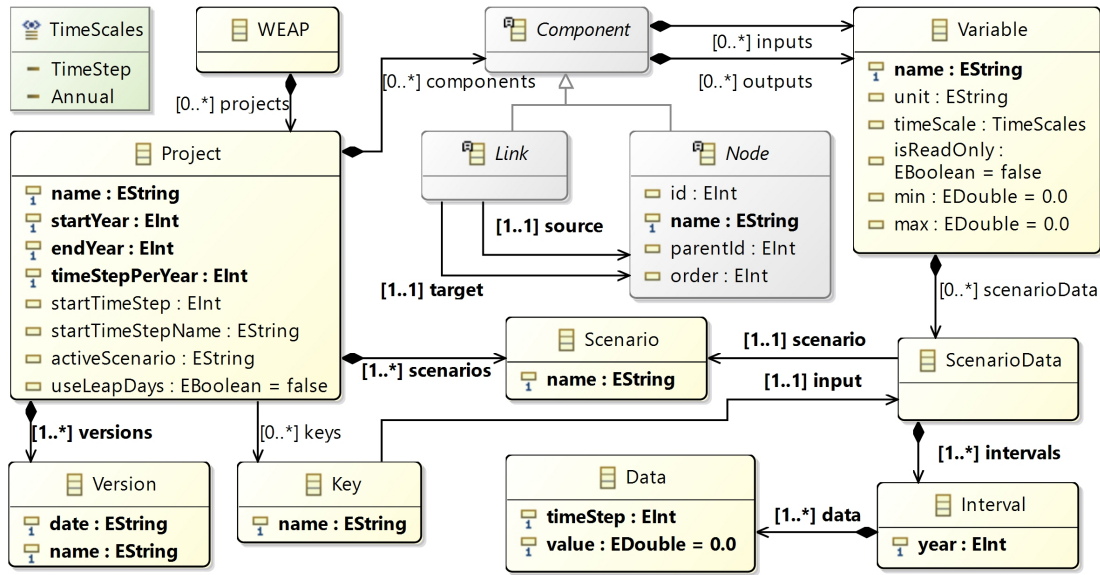 TimeScales
TimeStep
Annual
WEAP
[0..*] projects
Component
[0..*] components
[0..*] inputs
[0..*] outputs
Variable
name : EString
unit : EString
timeScale : TimeScales
isReadOnly :
EBoolean = false
min : EDouble = 0.0
max : EDouble = 0.0
Project
name : EString
startYear : EInt
endYear : EInt
timeStepPerYear : EInt
startTimeStep : EInt
startTimeStepName : EString
activeScenario : EString
useLeapDays : EBoolean = false
Link
[1..1] source
[1..1] target
Node
id : EInt
name : EString
parentId : EInt
order : EInt
[0..*] scenarioData
[1..*] scenarios
Scenario
name : EString
[1..1] scenario
[1..1] input
ScenarioData
[1..*] versions
[0..*] keys
[1..*] intervals
Version
date : EString
name : EString
Key
name : EString
Data
timeStep : EInt
value : EDouble = 0.0
[1..*] data
Interval
year : EInt